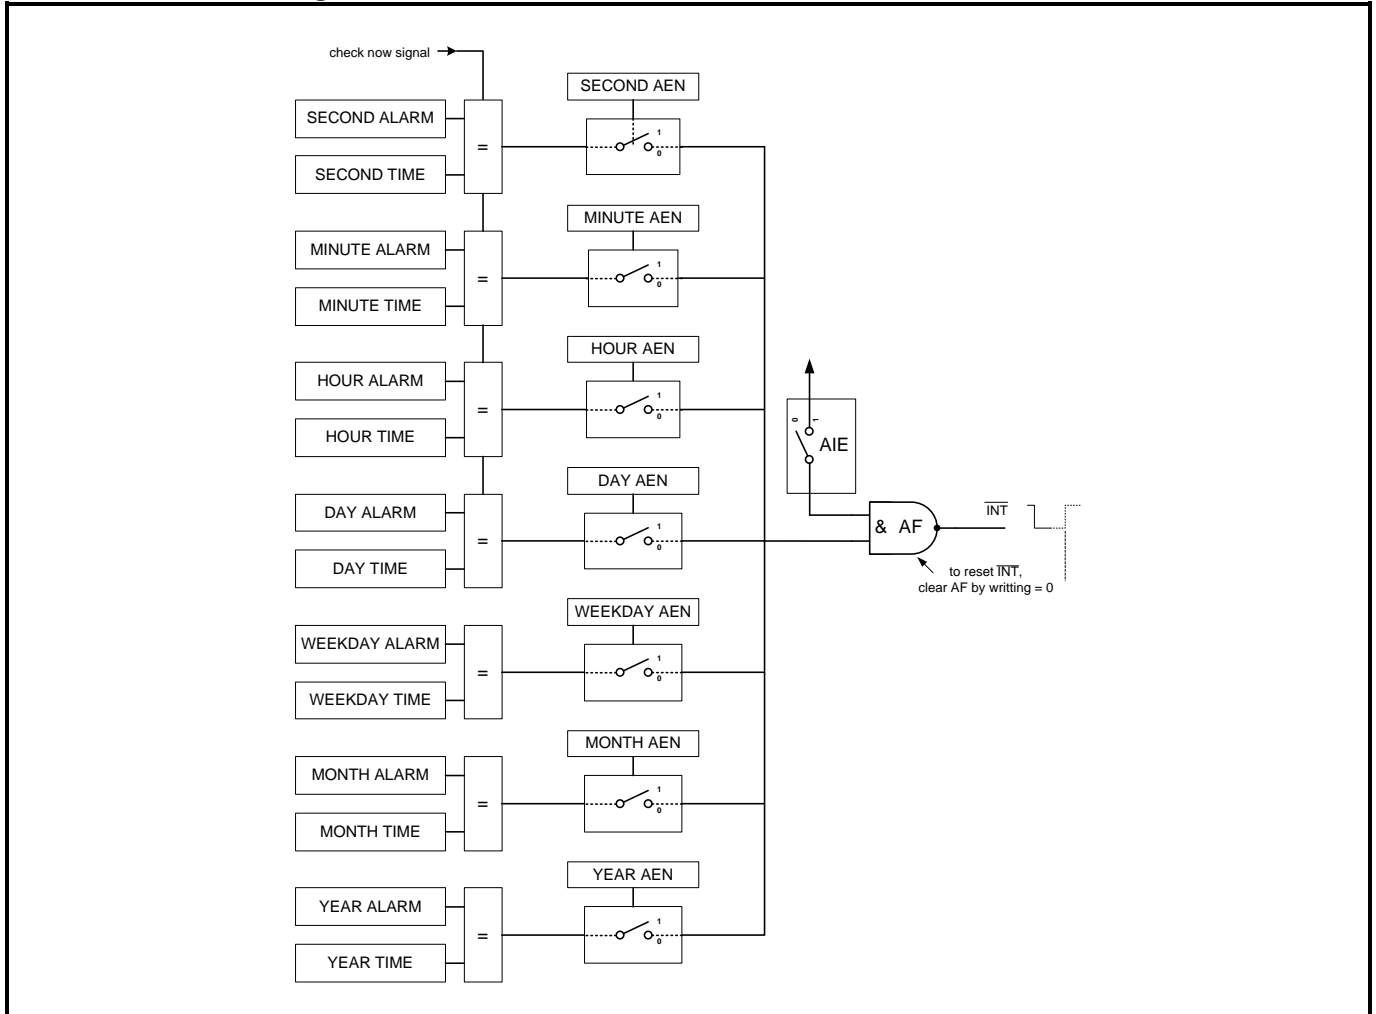 check now signal
SECOND AEN
SECOND ALARM
1
=
0
SECOND TIME
MINUTE AEN
MINUTE ALARM
1
=
0
MINUTE TIME
HOUR AEN
HOUR ALARM
1
=
0
HOUR TIME
0
1
AIE
DAY AEN
DAY ALARM
1
=
0
DAY TIME
& AF
INT
to reset INT,
clear AF by writting = 0
WEEKDAY AEN
WEEKDAY ALARM
1
=
0
WEEKDAY TIME
MONTH AEN
MONTH ALARM
1
=
0
MONTH TIME
YEAR AEN
YEAR ALARM
1
=
0
YEAR TIME